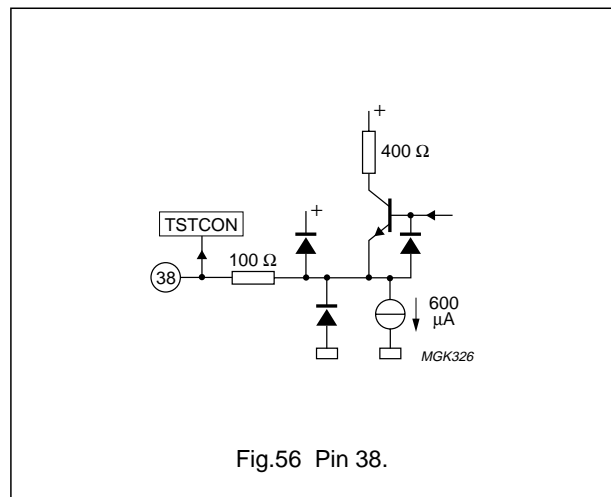 +
400 Ω
TSTCON
+
100 Ω
38
600
μA
MGK326
Fig.56 Pin 38.